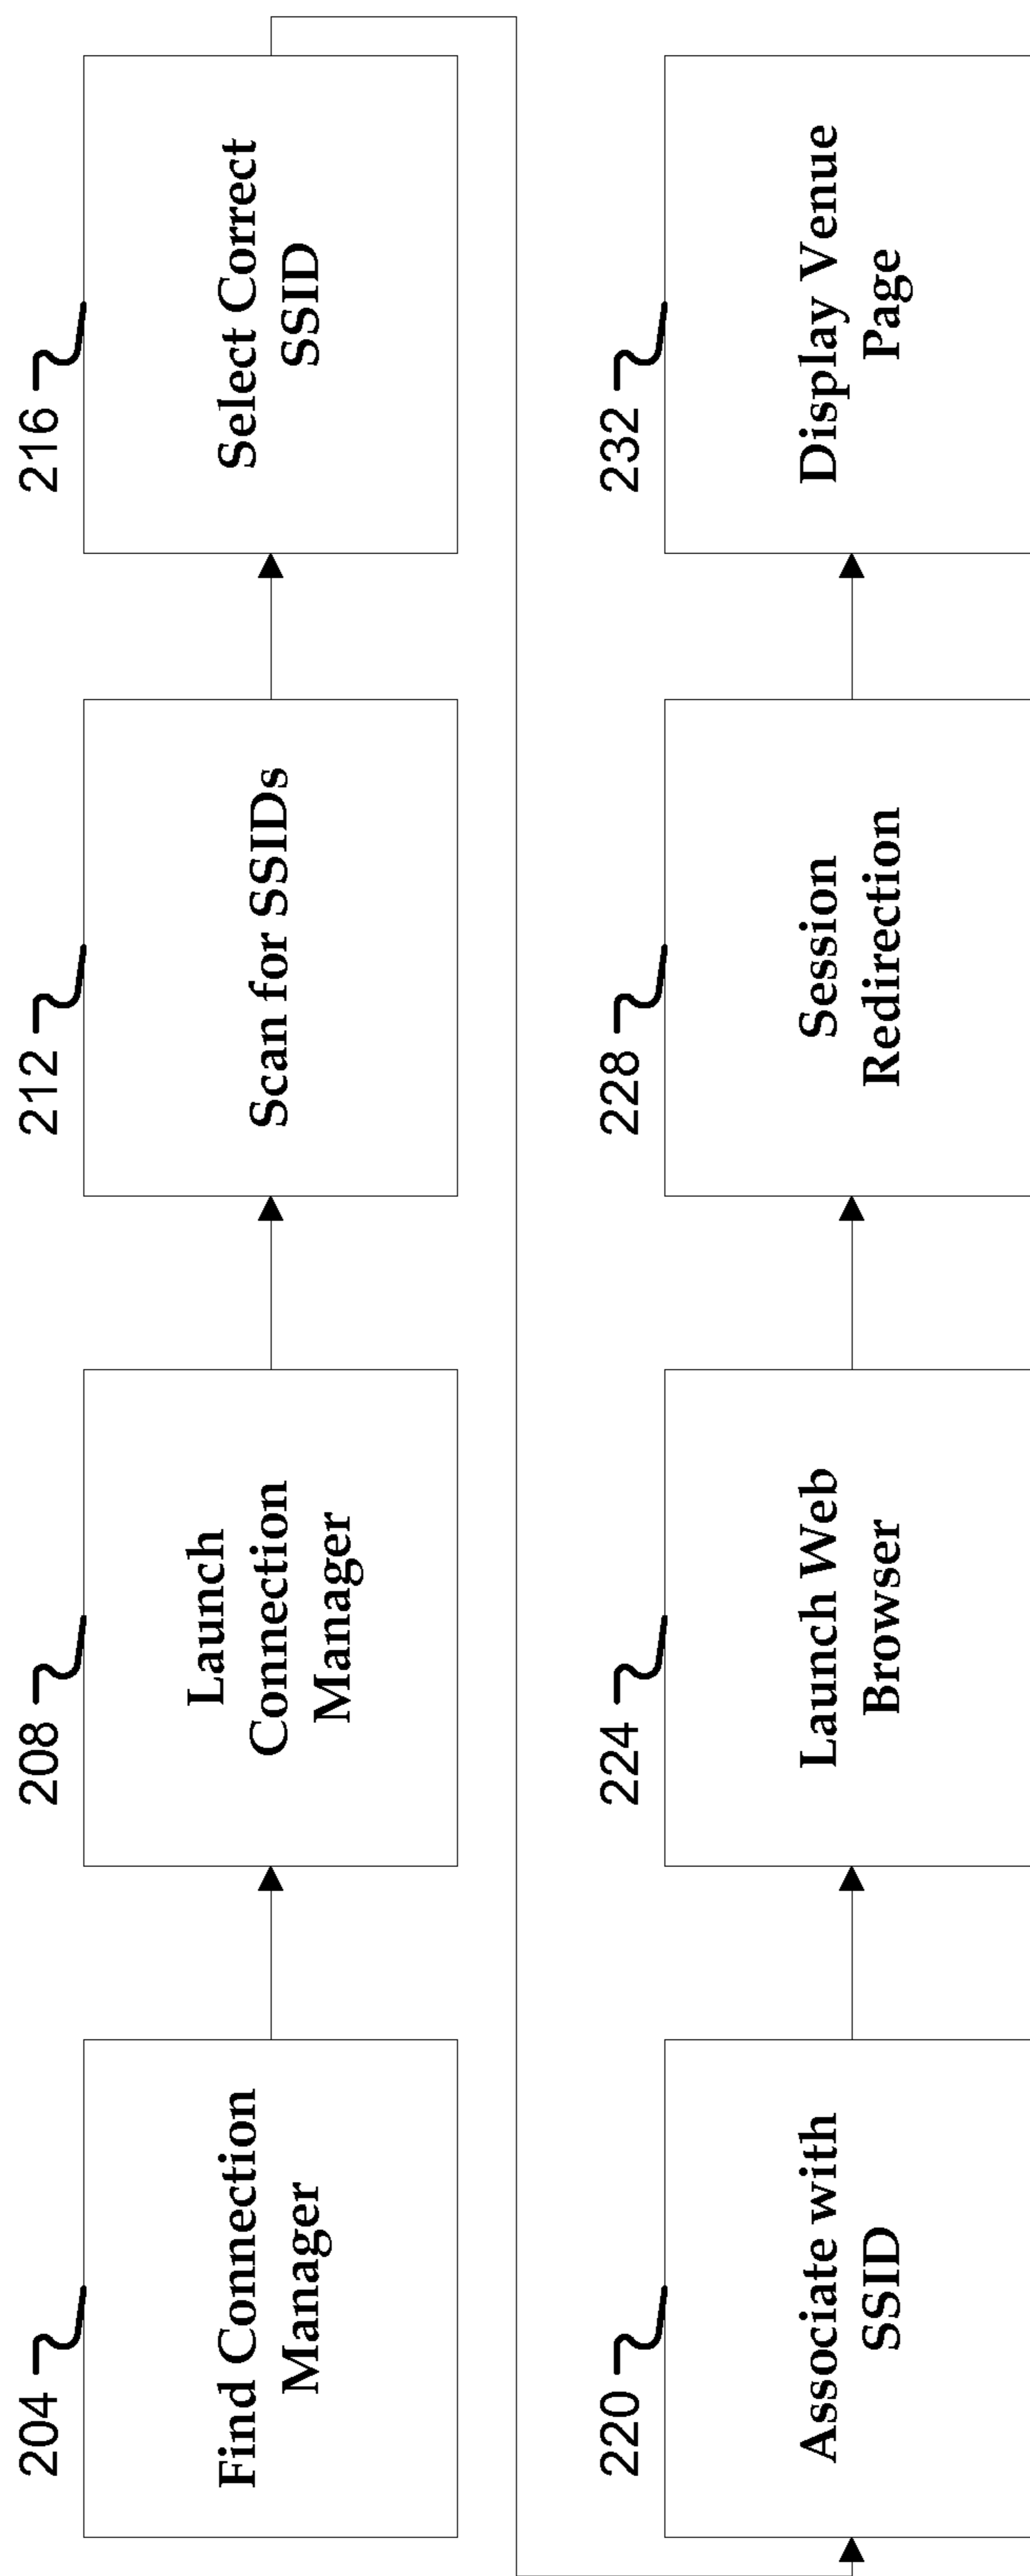 204
Find Connection
Manager
208
Launch
Connection
Manager
212
Scan for SSIDs
216
Select Correct
SSID
220
Associate with
SSID
224
Launch Web
Browser
228
Session
Redirection
232
Display Venue
Page